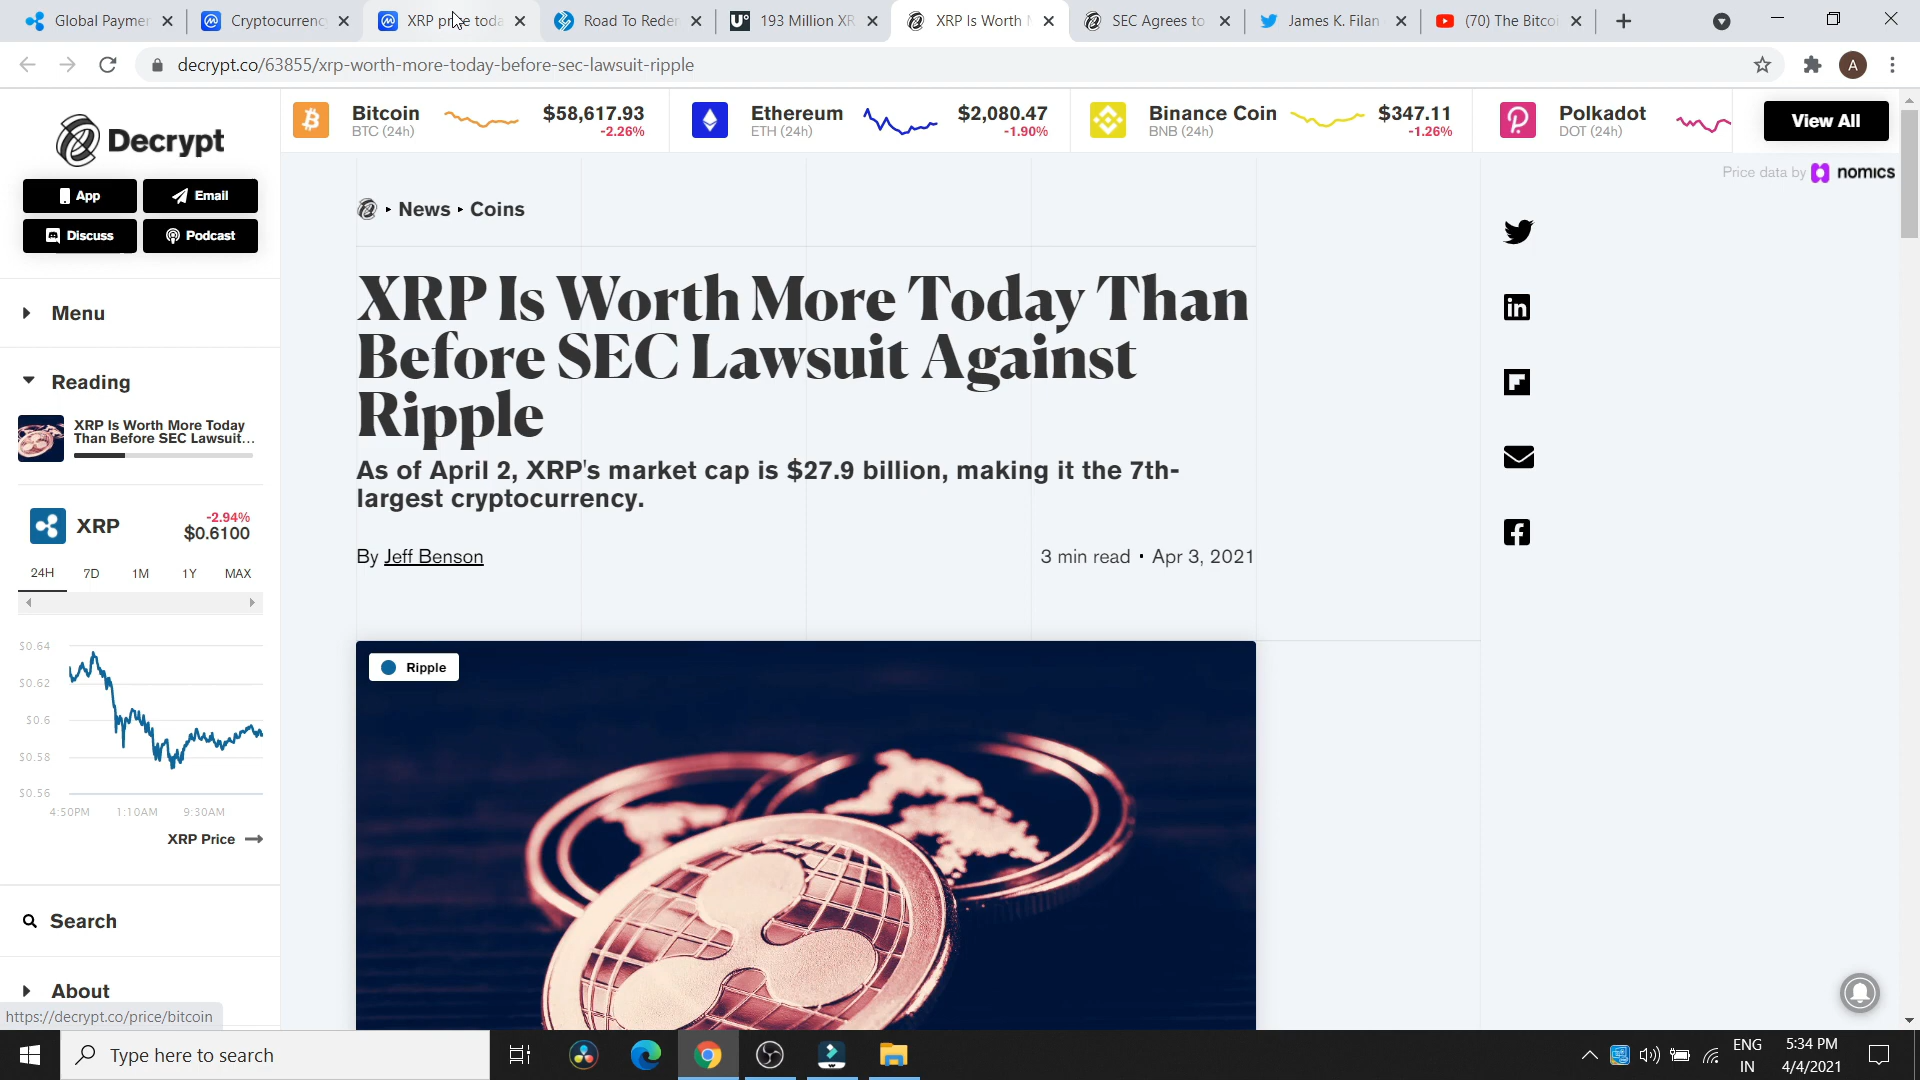 Global Paymer
Cryptocurrenc
XRP price toda
Road To Reder
193 Million XR
XRP Is Worth M
SEC Agrees to
James K. Filan
(70) The Bitcoi
decrypt.co/63855/xrp-worth-more-today-before-sec-lawsuit-ripple
A
Decrypt
App
Email
Discuss
Podcast
Bitcoin
BTC (24h)
$58,617.93
-2.26%
Ethereum
ETH (24h)
$2,080.47
-1.90%
Binance Coin
BNB (24h)
$347.11
-1.26%
Polkadot
DOT (24h)
View All
Price data by nomics
Menu
Reading
XRP Is Worth More Today
Than Before SEC Lawsuit...
XRP
-2.94%
$0.6100
24H 7D 1M 1Y MAX
$0.64
$0.62
$0.6
$0.58
$0.56
4:50PM 1:10AM 9:30AM
XRP Price
Search
About
https://decrypt.co/price/bitcoin
News ▸ Coins
XRP Is Worth More Today Than
Before SEC Lawsuit Against
Ripple
As of April 2, XRP's market cap is $27.9 billion, making it the 7th-
largest cryptocurrency.
By Jeff Benson
3 min read • Apr 3, 2021
Ripple
Type here to search
ENG
IN
5:34 PM
4/4/2021